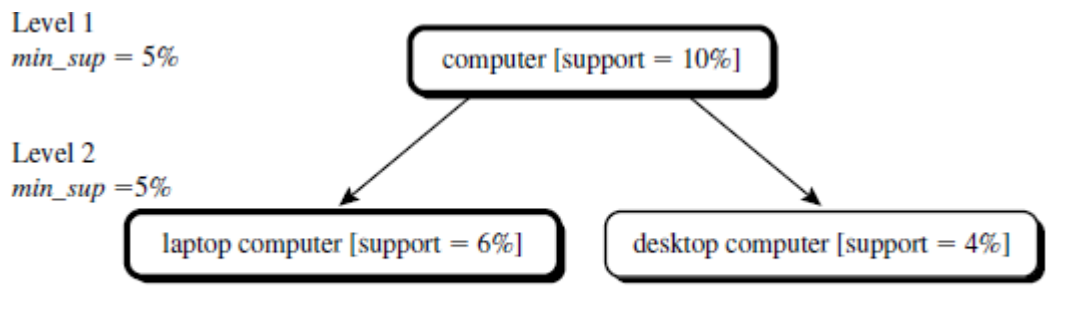 Level 1
min_sup = 5%
computer [support = 10%]
Level 2
min_sup =5%
laptop computer [support = 6%]
desktop computer [support = 4%]